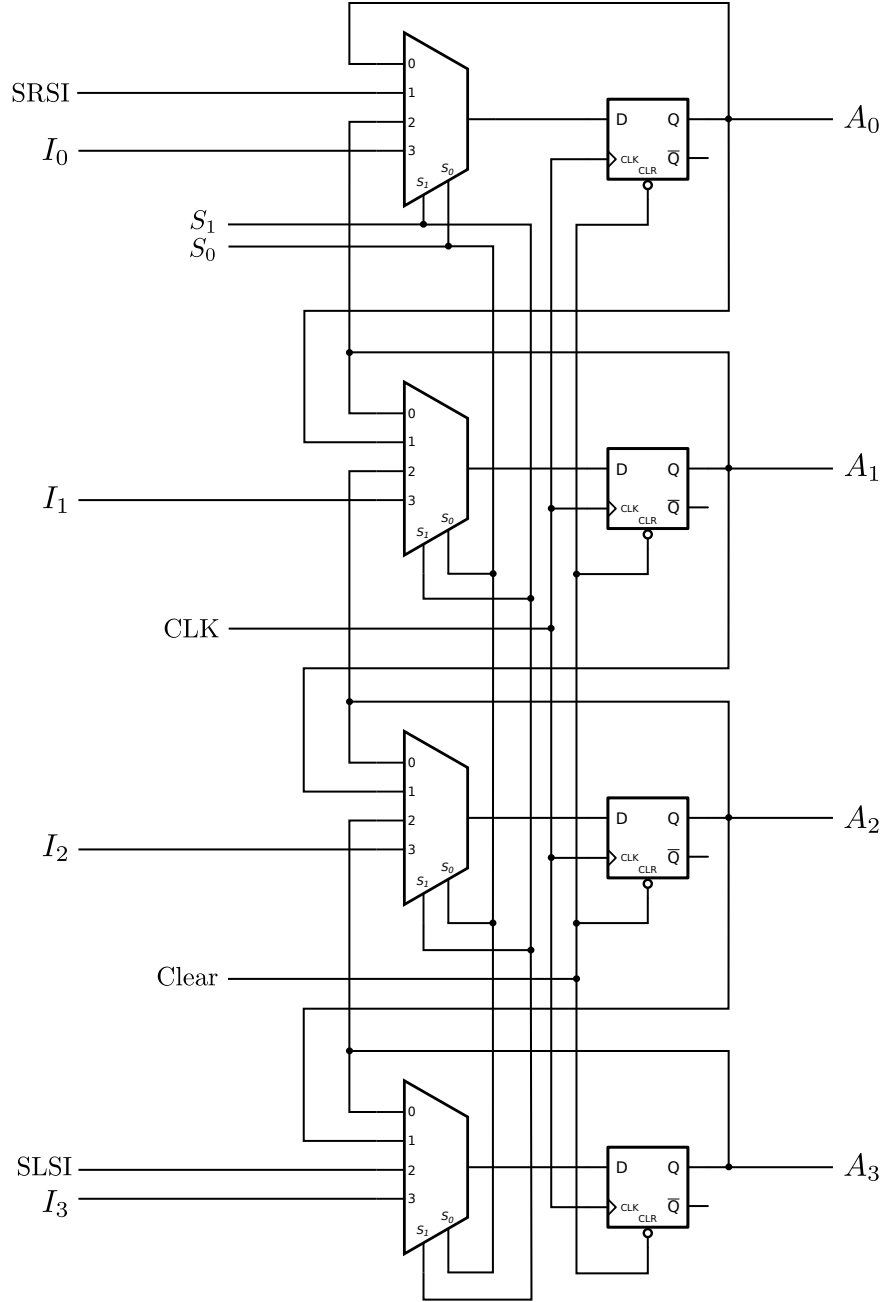 0
SRSI 1
2 D Q A₀
I₀ 3 CLK Q̅
S₁ S₀ CLR
S₁
S₀
0
1
2 D Q A₁
I₁ 3 CLK Q̅
S₁ S₀ CLR
CLK
0
1
2 D Q A₂
I₂ 3 CLK Q̅
S₁ S₀ CLR
Clear
0
1
SLSI 2 D Q A₃
I₃ 3 CLK Q̅
S₁ S₀ CLR